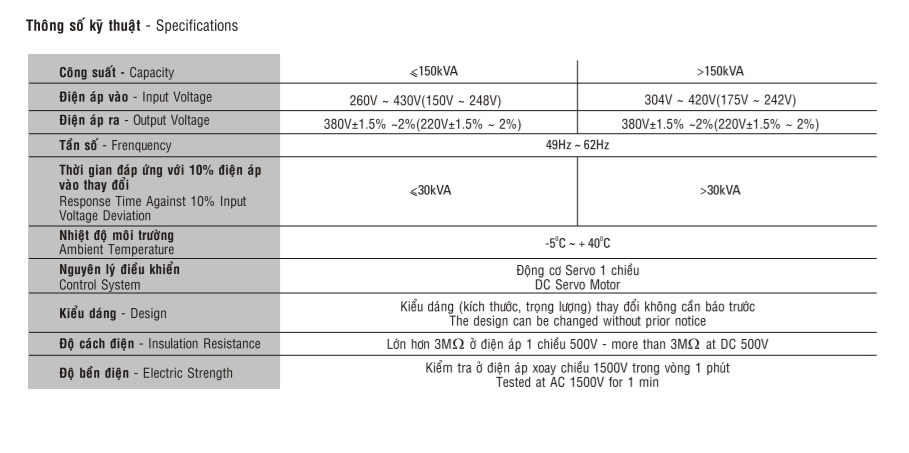 Thông số kỹ thuật - Specifications
Công suất - Capacity ⩽150kVA >150kVA
Điện áp vào - Input Voltage 260V ~ 430V(150V ~ 248V) 304V ~ 420V(175V ~ 242V)
Điện áp ra - Output Voltage 380V±1.5% ~2%(220V±1.5% ~ 2%) 380V±1.5% ~2%(220V±1.5% ~ 2%)
Tần số - Frenquency 49Hz ~ 62Hz
Thời gian đáp ứng với 10% điện áp
vào thay đổi
Response Time Against 10% Input
Voltage Deviation
⩽30kVA >30kVA
Nhiệt độ môi trường
Ambient Temperature
-5°C ~ + 40°C
Nguyên lý điều khiển
Control System
Động cơ Servo 1 chiều
DC Servo Motor
Kiểu dáng - Design
Kiểu dáng (kích thước, trọng lượng) thay đổi không cần báo trước
The design can be changed without prior notice
Độ cách điện - Insulation Resistance Lớn hơn 3MΩ ở điện áp 1 chiều 500V - more than 3MΩ at DC 500V
Độ bền điện - Electric Strength
Kiểm tra ở điện áp xoay chiều 1500V trong vòng 1 phút
Tested at AC 1500V for 1 min